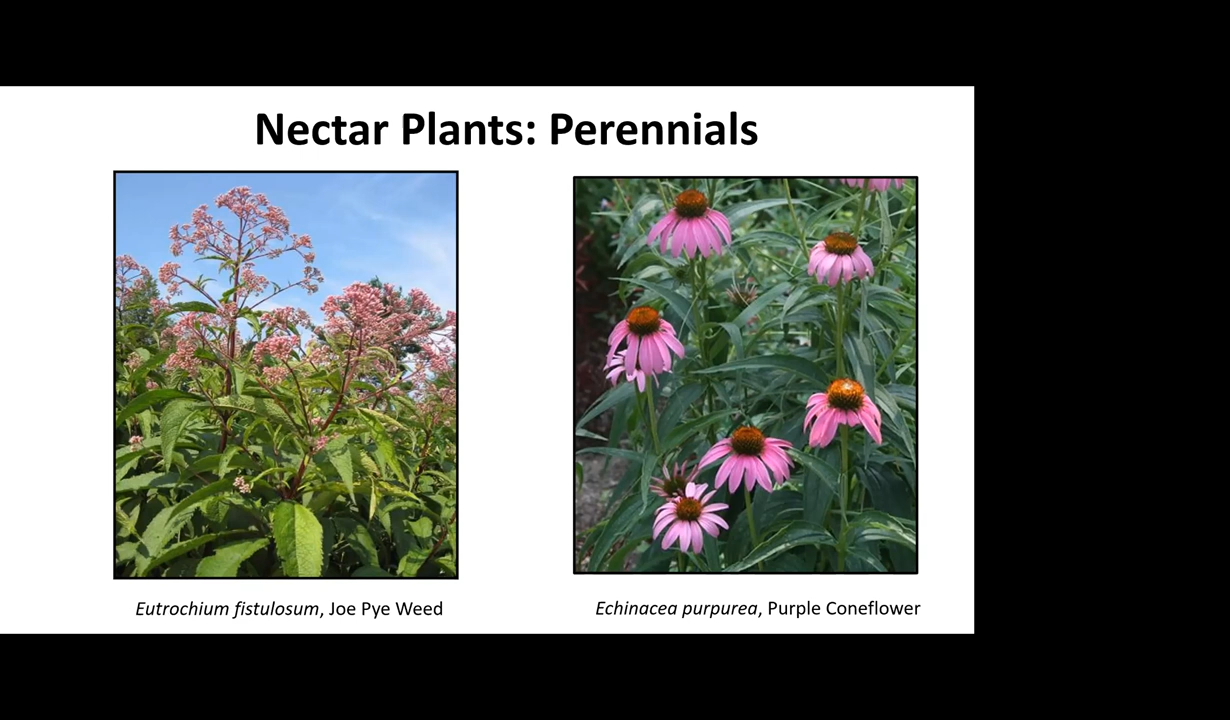 Nectar Plants: Perennials
Eutrochium fistulosum, Joe Pye Weed
Echinacea purpurea, Purple Coneflower